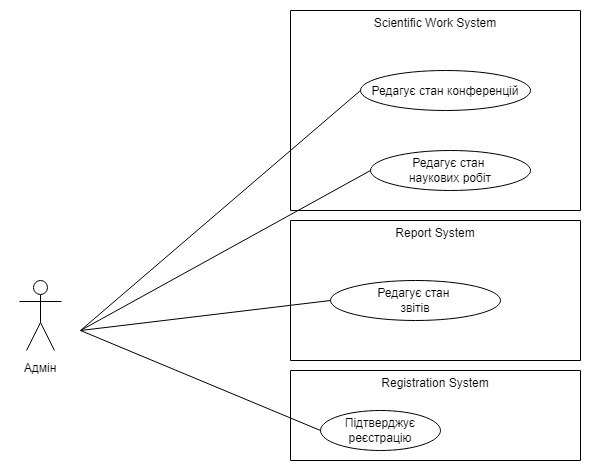 Scientific Work System
Редагує стан конференцій
Редагує стан
наукових робіт
Report System
Редагує стан
звітів
Адмін
Registration System
Підтверджує
реєстрацію